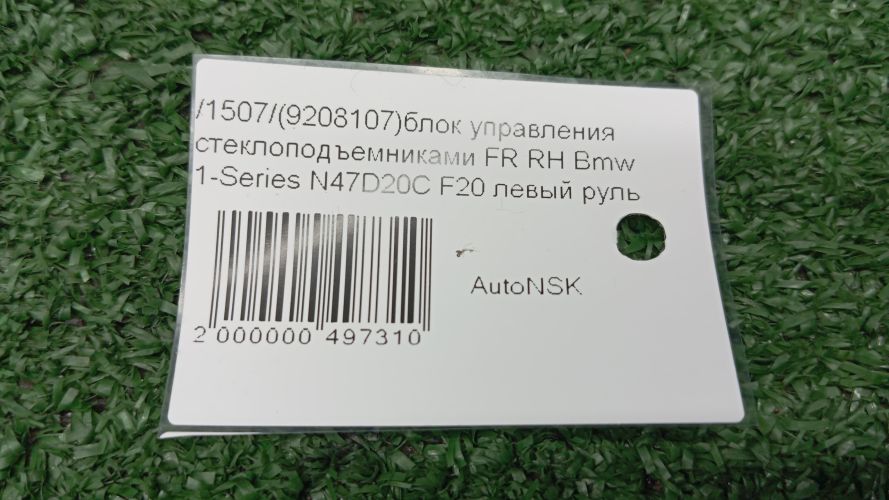 /1507/(9208107)блок управления
стеклоподъемниками FR RH Bmw
1-Series N47D20C F20 левый руль
AutoNSK
2 000000 497310